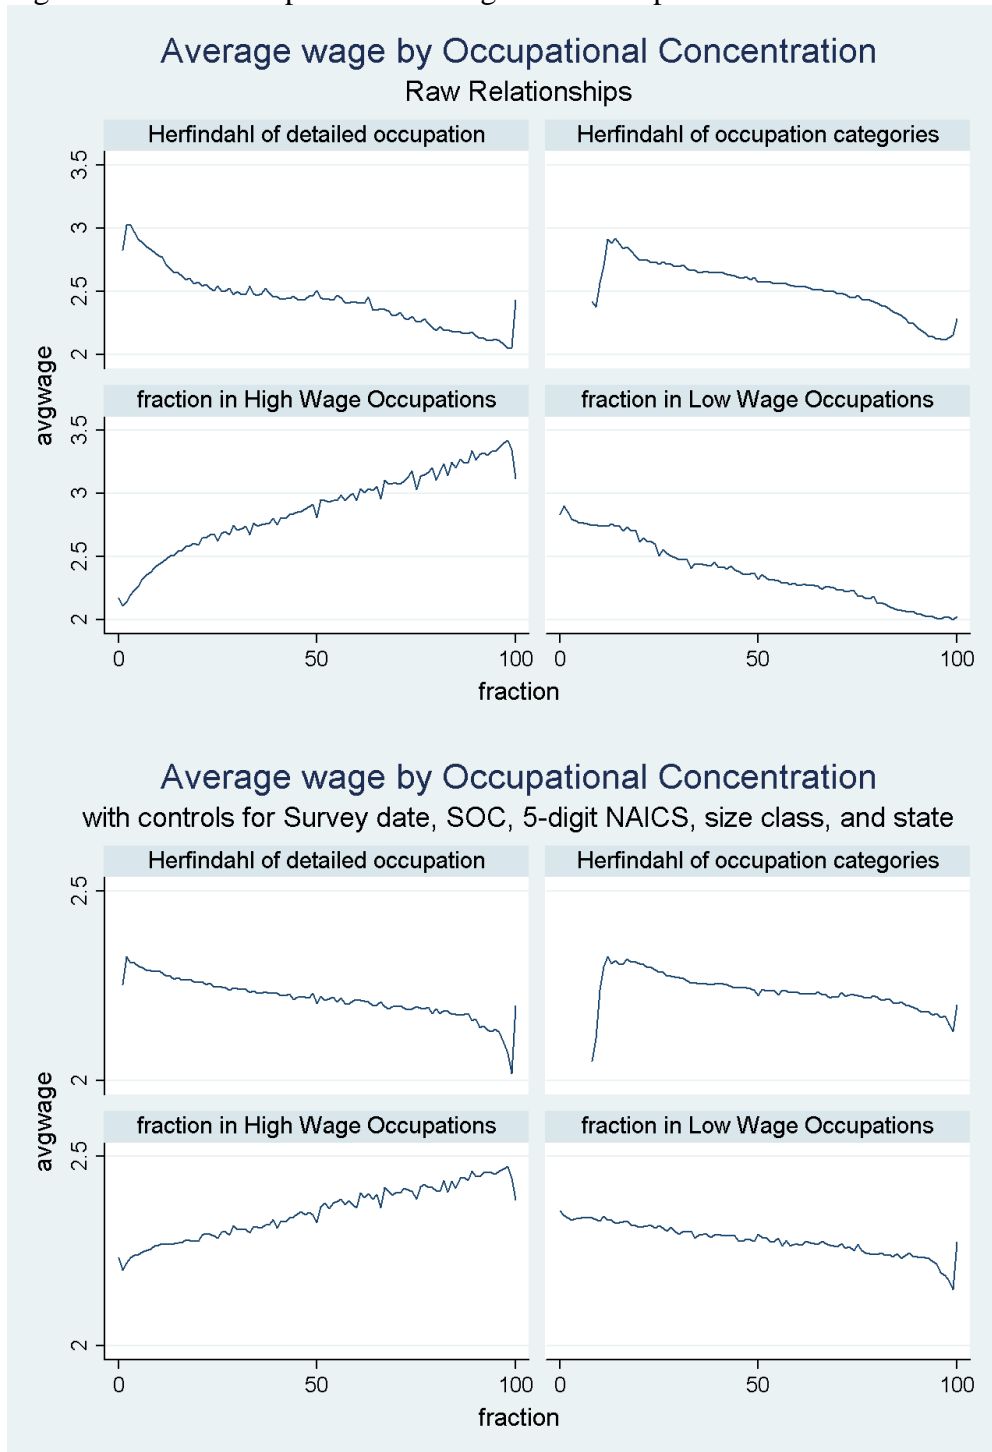 Average wage by Occupational Concentration
Raw Relationships
Herfindahl of detailed occupation
Herfindahl of occupation categories
3.5
3
2.5
2
fraction in High Wage Occupations
fraction in Low Wage Occupations
3.5
3
2.5
2
avgwage
0
50
100
0
50
100
fraction
Average wage by Occupational Concentration
with controls for Survey date, SOC, 5-digit NAICS, size class, and state
Herfindahl of detailed occupation
Herfindahl of occupation categories
2.5
2
fraction in High Wage Occupations
fraction in Low Wage Occupations
2.5
2
avgwage
0
50
100
0
50
100
fraction